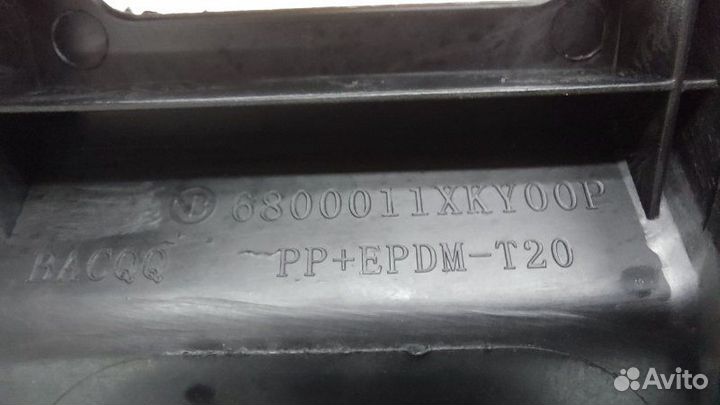 6800011XKY00P
BACQQ PP+EPDM-T20
Avito